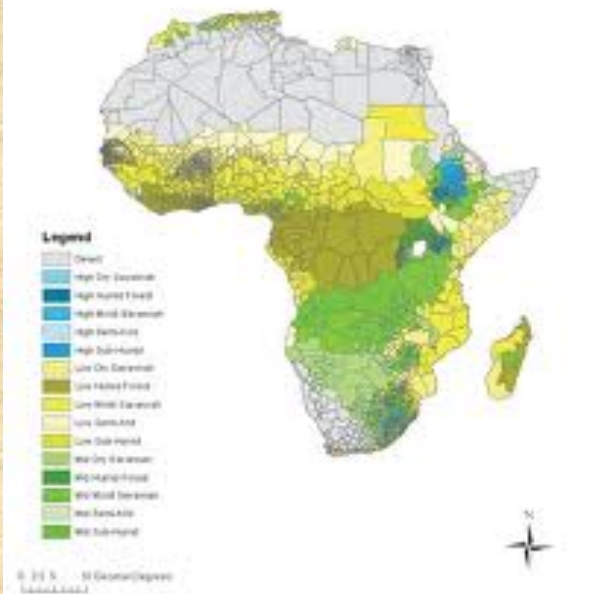 Legend
Desert
High Dry Savannah
High Humid Forest
High Moist Savannah
High Semi-Arid
High Sub-Humid
Low Dry Savannah
Low Humid Forest
Low Moist Savannah
Low Semi-Arid
Low Sub-Humid
Mid Dry Savannah
Mid Humid Forest
Mid Moist Savannah
Mid Semi-Arid
Mid Sub-Humid
N
Decimal Degrees